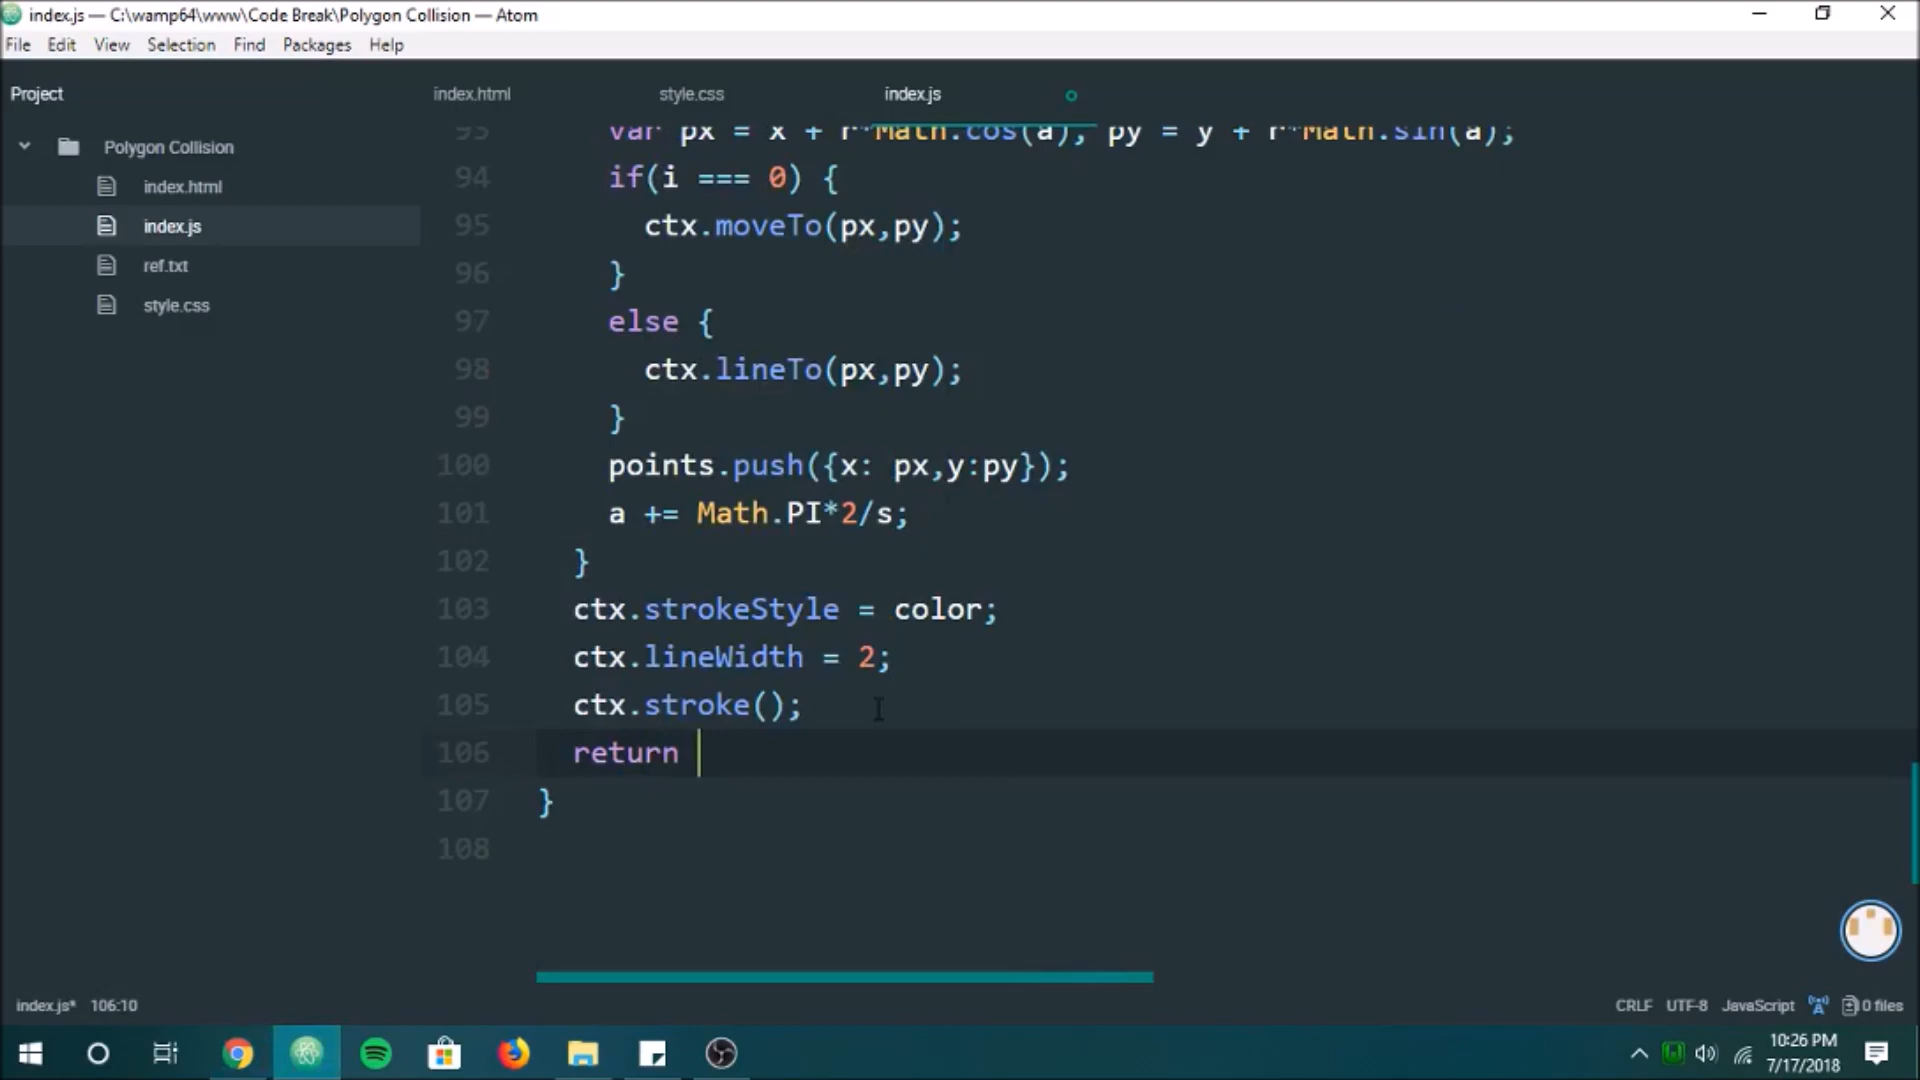 index.js — C:\wamp64\www\Code Break\Polygon Collision — Atom
File Edit View Selection Find Packages Help
Project
index.html style.css index.js
Polygon Collision
index.html
index.js
ref.txt
style.css
93 var px = x + r*Math.cos(a), py = y + r*Math.sin(a);
94 if(i === 0) {
95 ctx.moveTo(px,py);
96 }
97 else {
98 ctx.lineTo(px,py);
99 }
100 points.push({x: px,y:py});
101 a += Math.PI*2/s;
102 }
103 ctx.strokeStyle = color;
104 ctx.lineWidth = 2;
105 ctx.stroke();
106 return
107 }
108
index.js* 106:10 CRLF UTF-8 JavaScript 0 files
10:26 PM
7/17/2018